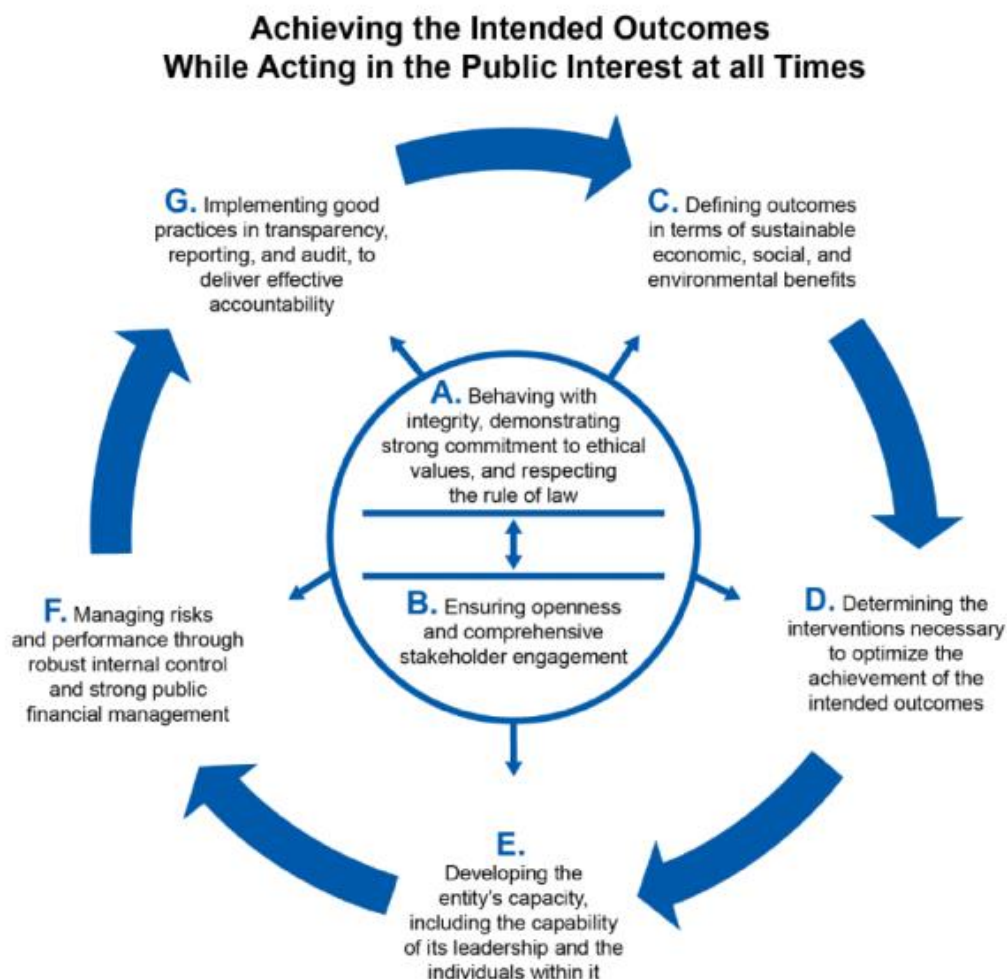 Achieving the Intended Outcomes
While Acting in the Public Interest at all Times
G. Implementing good
practices in transparency,
reporting, and audit, to
deliver effective
accountability
C. Defining outcomes
in terms of sustainable
economic, social, and
environmental benefits
A. Behaving with
integrity, demonstrating
strong commitment to ethical
values, and respecting
the rule of law
B. Ensuring openness
and comprehensive
stakeholder engagement
F. Managing risks
and performance through
robust internal control
and strong public
financial management
D. Determining the
interventions necessary
to optimize the
achievement of the
intended outcomes
E.
Developing the
entity's capacity,
including the capability
of its leadership and the
individuals within it